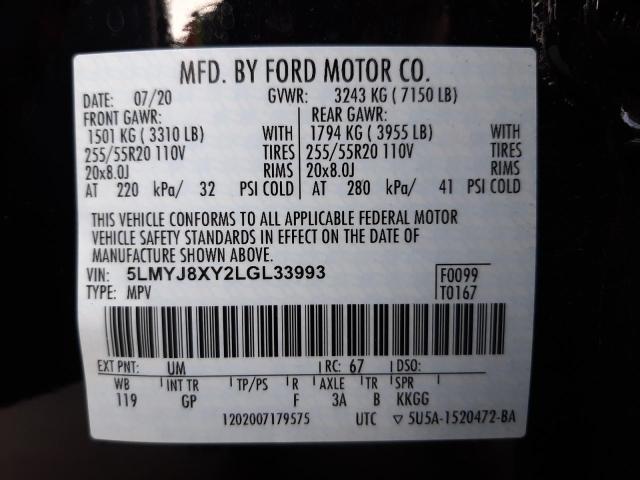 MFD. BY FORD MOTOR CO.
DATE: 07/20 GVWR: 3243 KG ( 7150 LB)
FRONT GAWR: REAR GAWR:
1501 KG ( 3310 LB) WITH 1794 KG ( 3955 LB) WITH
255/55R20 110V TIRES 255/55R20 110V TIRES
20x8.0J RIMS 20x8.0J RIMS
AT 220 kPa/ 32 PSI COLD AT 280 kPa/ 41 PSI COLD
THIS VEHICLE CONFORMS TO ALL APPLICABLE FEDERAL MOTOR
VEHICLE SAFETY STANDARDS IN EFFECT ON THE DATE OF
MANUFACTURE SHOWN ABOVE.
VIN: 5LMYJ8XY2LGL33993 F0099
TYPE: MPV T0167
EXT PNT: UM RC: 67 DSO:
WB INT TR TP/PS R AXLE TR SPR
119 GP F 3A B KKGG
1202007179575 UTC ▽ 5U5A-1520472-BA